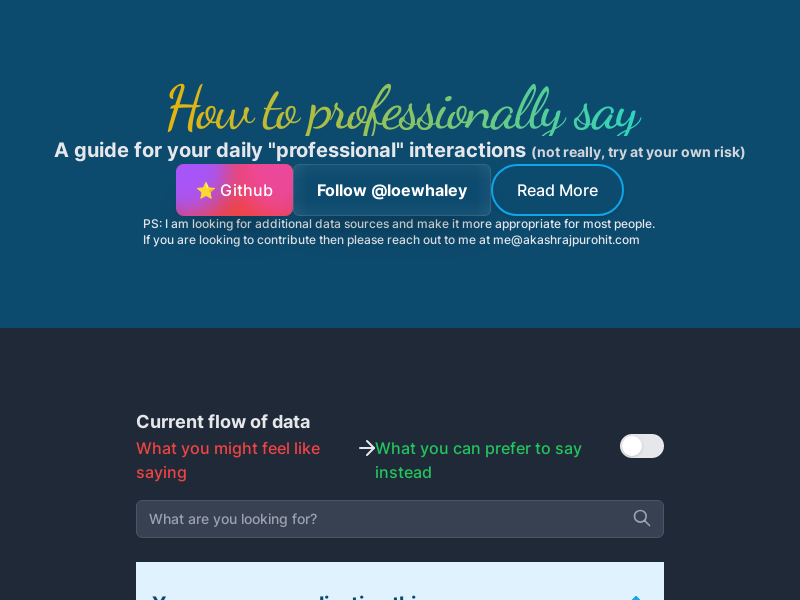 How to professionally say
A guide for your daily "professional" interactions (not really, try at your own risk)
⭐ Github
Follow @loewhaley
Read More
PS: I am looking for additional data sources and make it more appropriate for most people.
If you are looking to contribute then please reach out to me at me@akashrajpurohit.com
Current flow of data
What you might feel like
saying
What you can prefer to say
instead
What are you looking for?